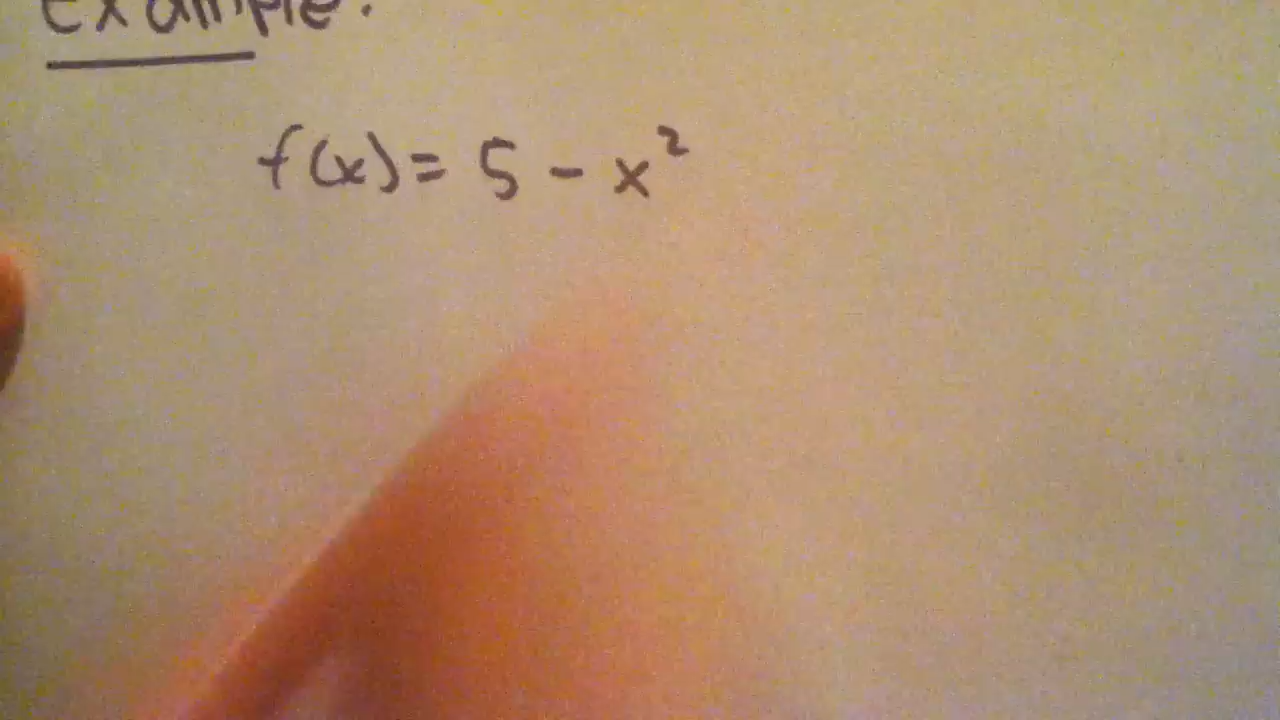 Example:
f(x) = 5 - x²